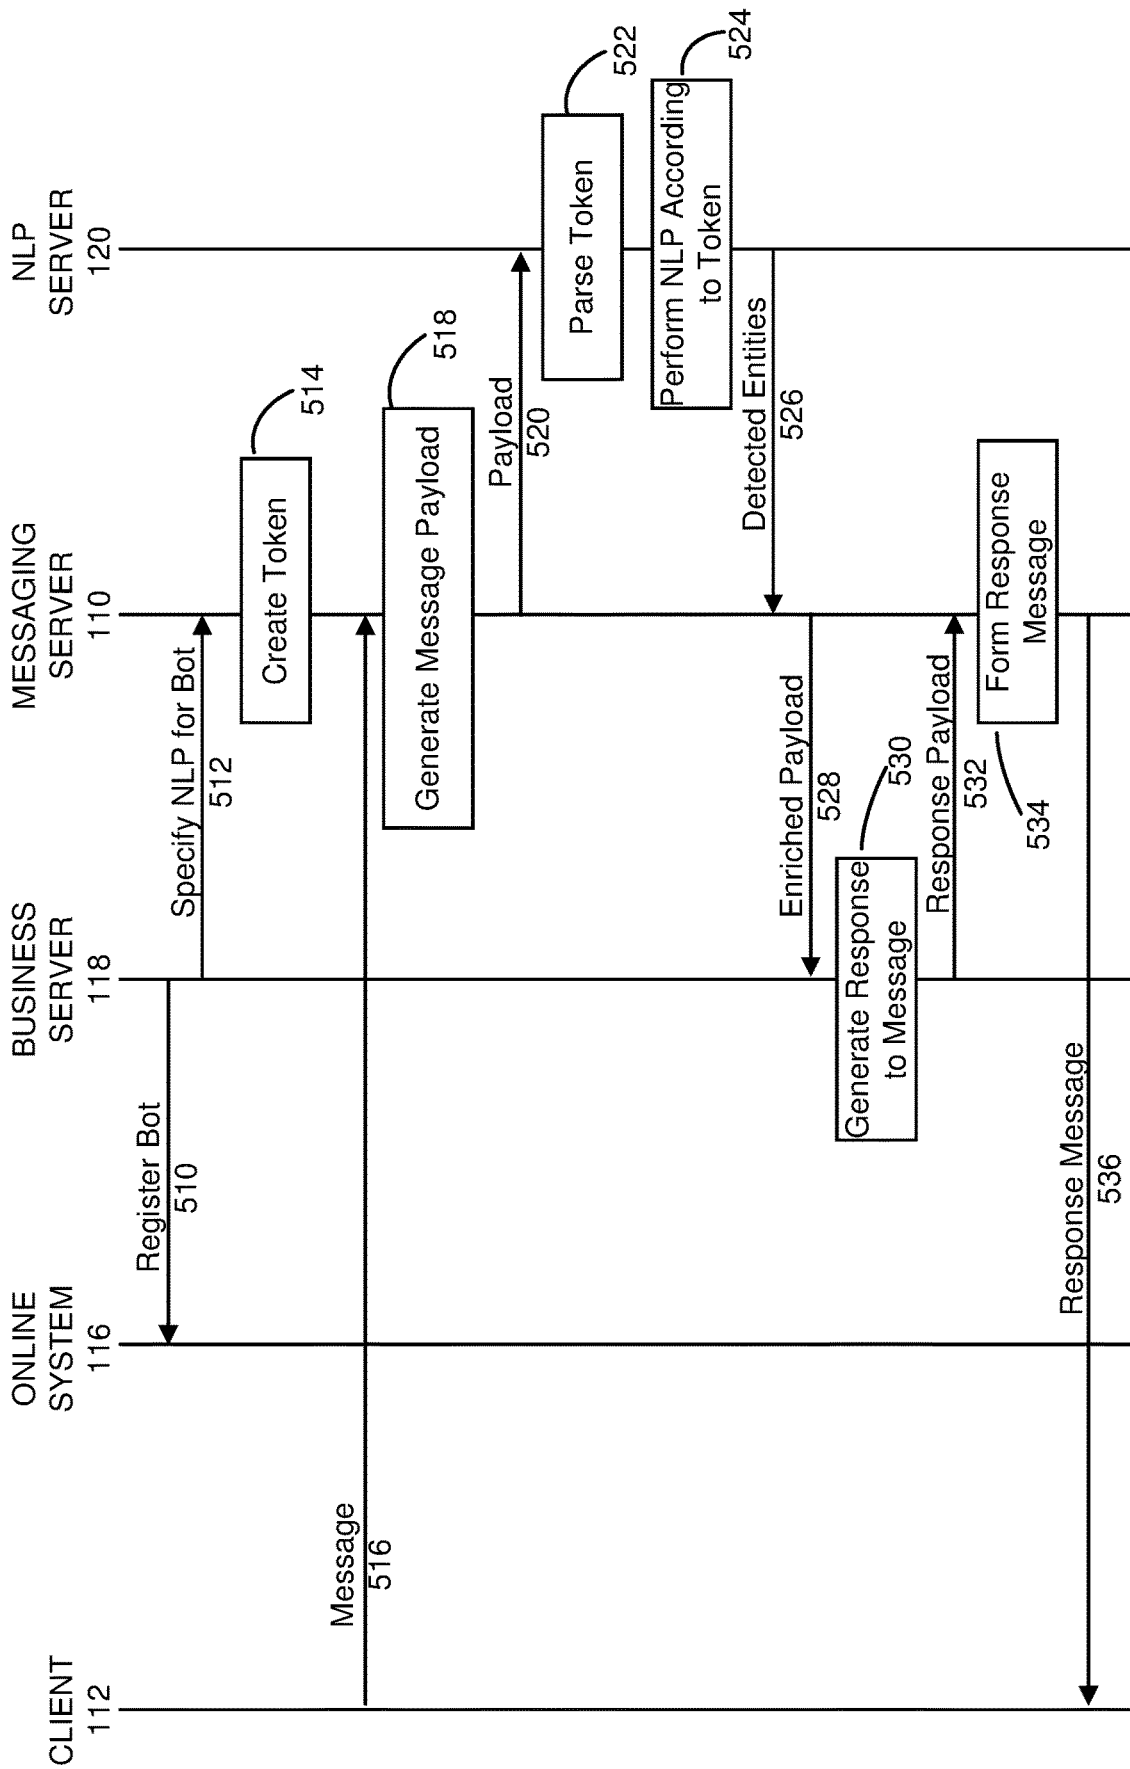 CLIENT
112
ONLINE
SYSTEM
116
BUSINESS
SERVER
118
MESSAGING
SERVER
110
NLP
SERVER
120
Register Bot
510
Specify NLP for Bot
512
Create Token
514
Message
516
Generate Message Payload
518
Payload
520
Parse Token
522
Perform NLP According
to Token
524
Detected Entities
526
Enriched Payload
528
Generate Response
to Message
530
Response Payload
532
Form Response
Message
534
Response Message
536